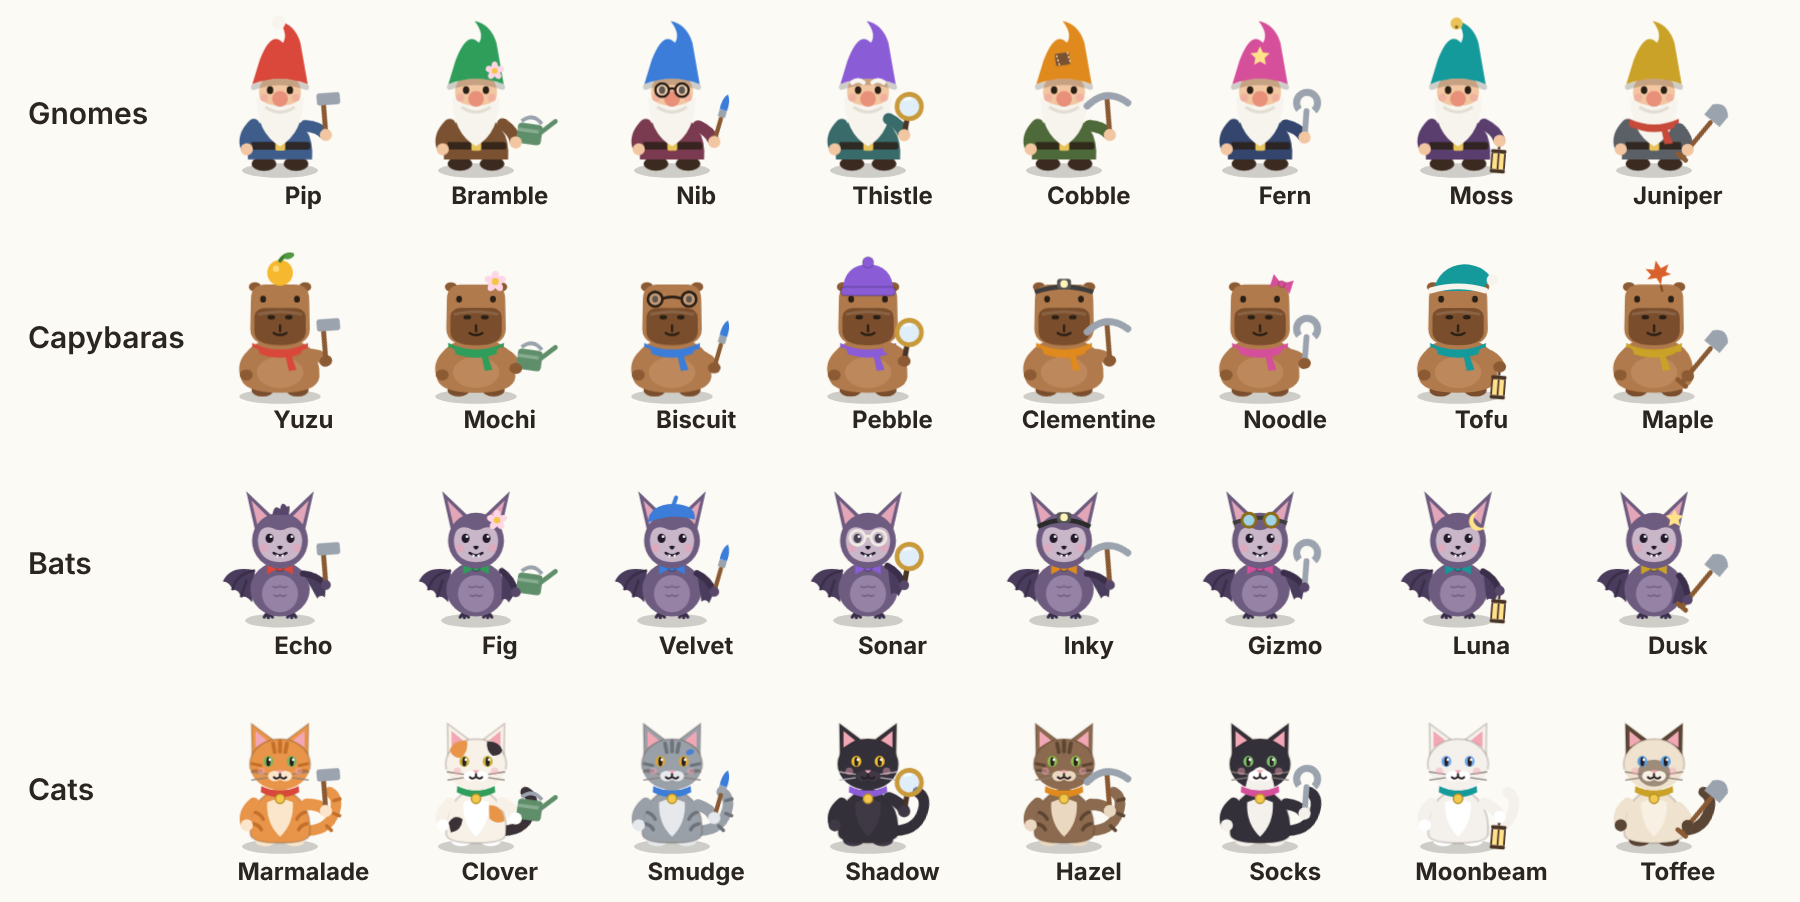 Gnomes
Pip Bramble Nib Thistle Cobble Fern Moss Juniper
Capybaras
Yuzu Mochi Biscuit Pebble Clementine Noodle Tofu Maple
Bats
Echo Fig Velvet Sonar Inky Gizmo Luna Dusk
Cats
Marmalade Clover Smudge Shadow Hazel Socks Moonbeam Toffee